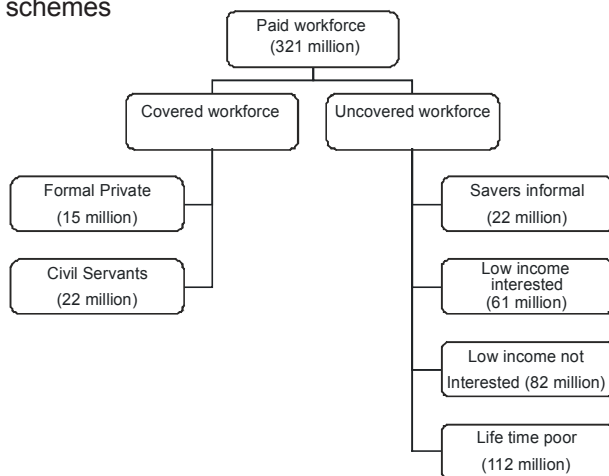 schemes
Paid workforce
(321 million)
Covered workforce
Uncovered workforce
Formal Private
(15 million)
Civil Servants
(22 million)
Savers informal
(22 million)
Low income
interested
(61 million)
Low income not
Interested (82 million)
Life time poor
(112 million)